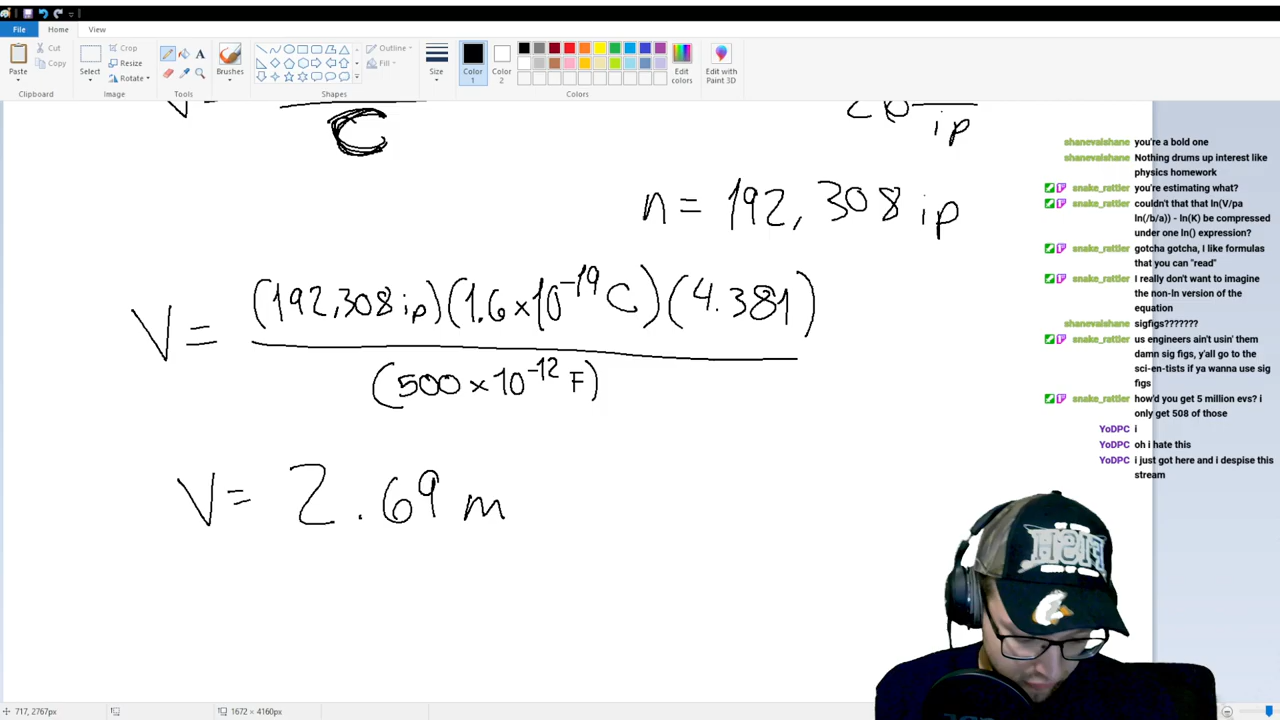 File Home View
Cut
Copy
Paste
Clipboard
Crop
Resize
Rotate
Select
Image
A
Tools
Brushes
Outline
Fill
Shapes
Size
Color 1
Color 2
Colors
Edit colors
Edit with Paint 3D
V =
C
ip
n = 192,308 ip
V = (192,308 ip)(1.6×10⁻¹⁹ C)(4.381)
(500×10⁻¹² F)
V = 2.69 m
shanevaishane you're a bold one
shanevaishane Nothing drums up interest like
physics homework
snake_rattler you're estimating what?
snake_rattler couldn't that that ln(V/pa
ln(/b/a)) - ln(K) be compressed
under one ln() expression?
snake_rattler gotcha gotcha, I like formulas
that you can "read"
snake_rattler I really don't want to imagine
the non-ln version of the
equation
shanevaishane sigfigs???????
snake_rattler us engineers ain't usin' them
damn sig figs, y'all go to the
sci-en-tists if ya wanna use sig
figs
snake_rattler how'd you get 5 million evs? i
only get 508 of those
YoDPC i
YoDPC oh i hate this
YoDPC i just got here and i despise this
stream
FISH
717, 2767px
1672 × 4160px